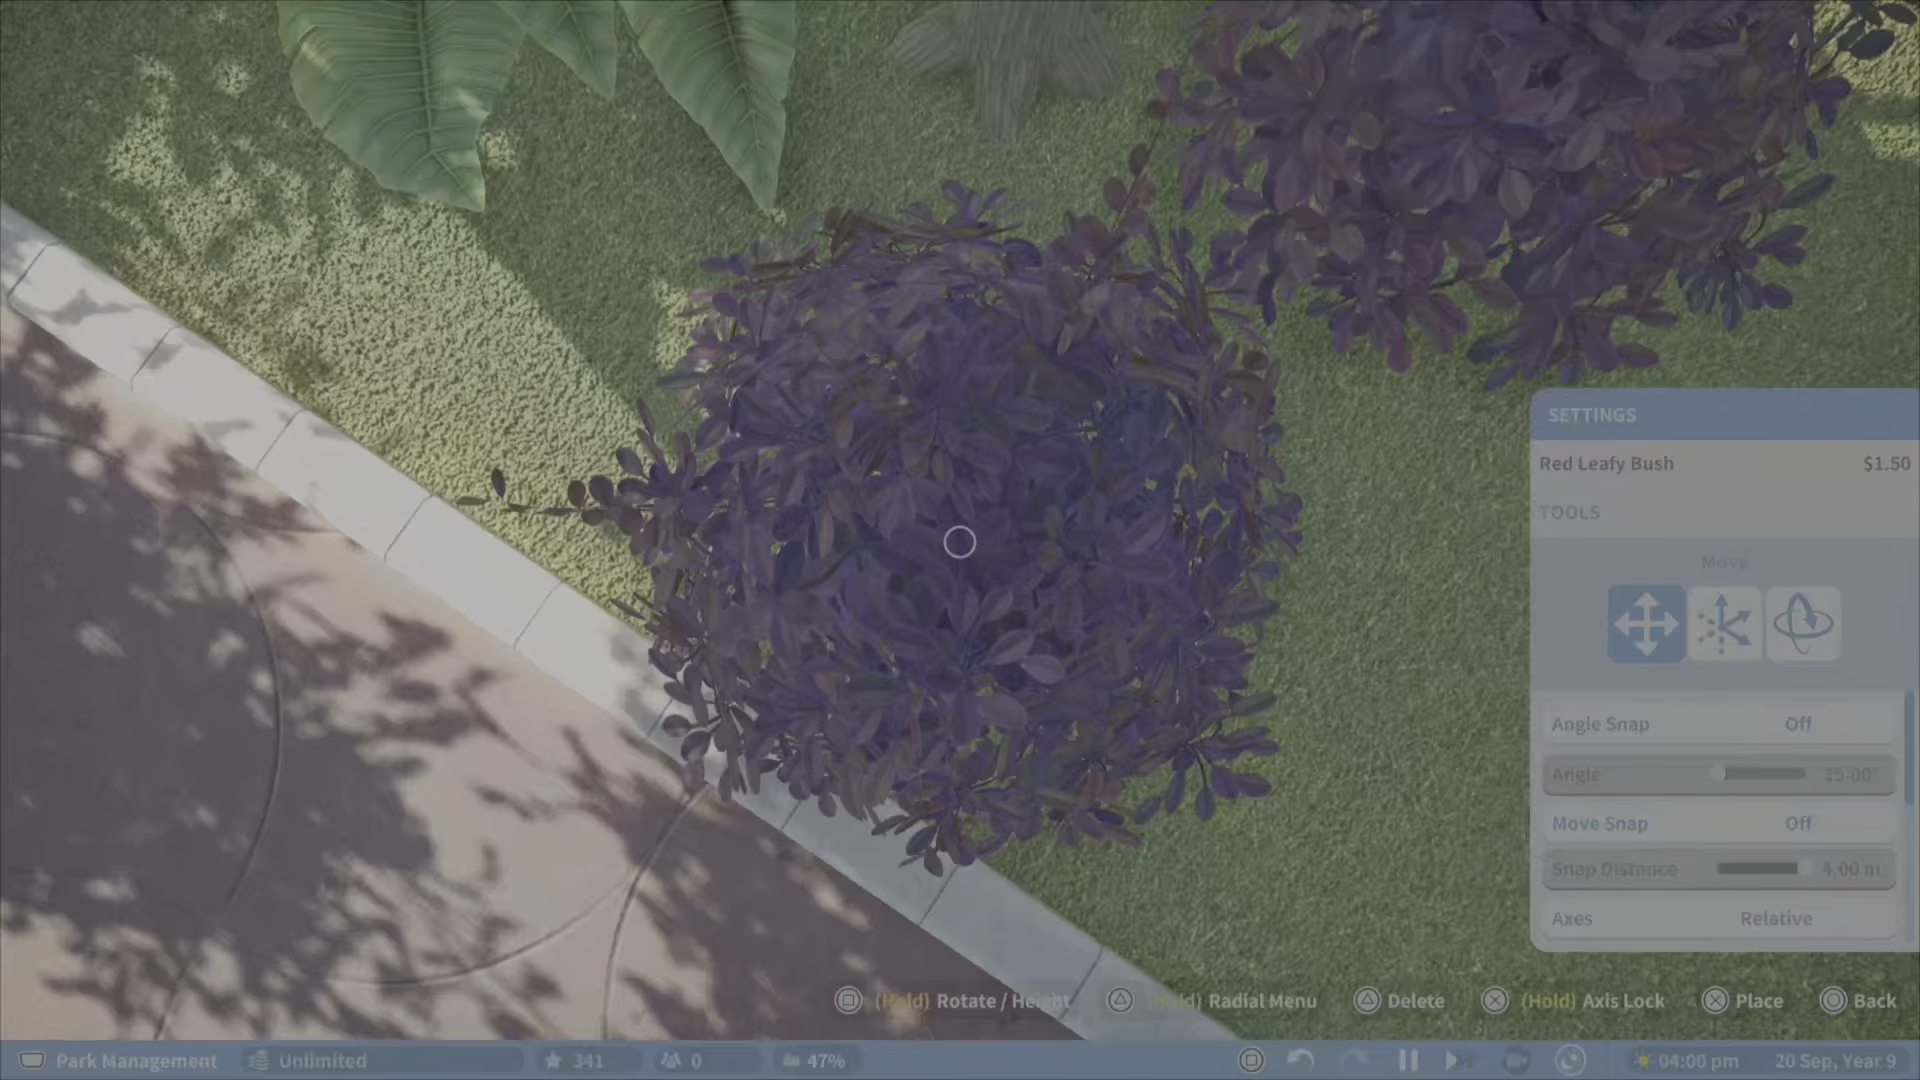 SETTINGS
Red Leafy Bush $1.50
TOOLS
Move
Angle Snap Off
Angle 15.00°
Move Snap Off
Snap Distance 4.00 m
Axes Relative
(Hold) Rotate / Height (Hold) Radial Menu Delete (Hold) Axis Lock Place Back
Park Management Unlimited 341 0 47% 04:00 pm 20 Sep, Year 9